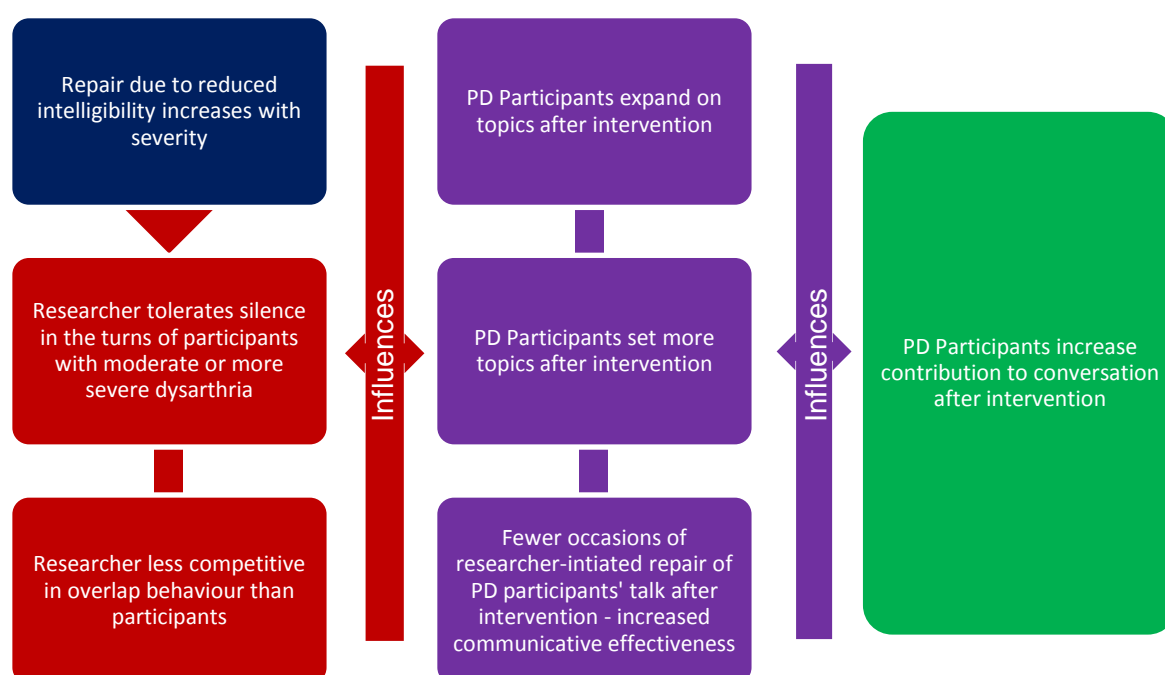 Repair due to reduced
intelligibility increases with
severity
Researcher tolerates silence
in the turns of participants
with moderate or more
severe dysarthria
Researcher less competitive
in overlap behaviour than
participants
Influences
PD Participants expand on
topics after intervention
PD Participants set more
topics after intervention
Fewer occasions of
researcher-intiated repair of
PD participants' talk after
intervention - increased
communicative effectiveness
Influences
PD Participants increase
contribution to conversation
after intervention